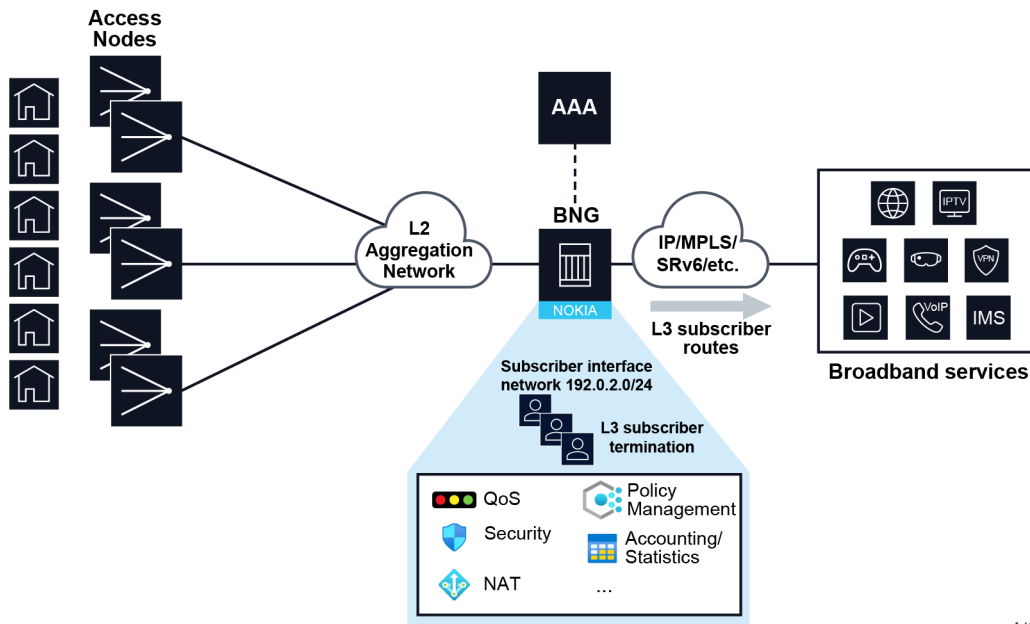 Access
Nodes
AAA
BNG
NOKIA
L2
Aggregation
Network
IP/MPLS/
SRv6/etc.
L3 subscriber
routes
IPTV
VPN
VoIP
IMS
Broadband services
Subscriber interface
network 192.0.2.0/24
L3 subscriber
termination
QoS
Policy
Management
Security
Accounting/
Statistics
NAT
...